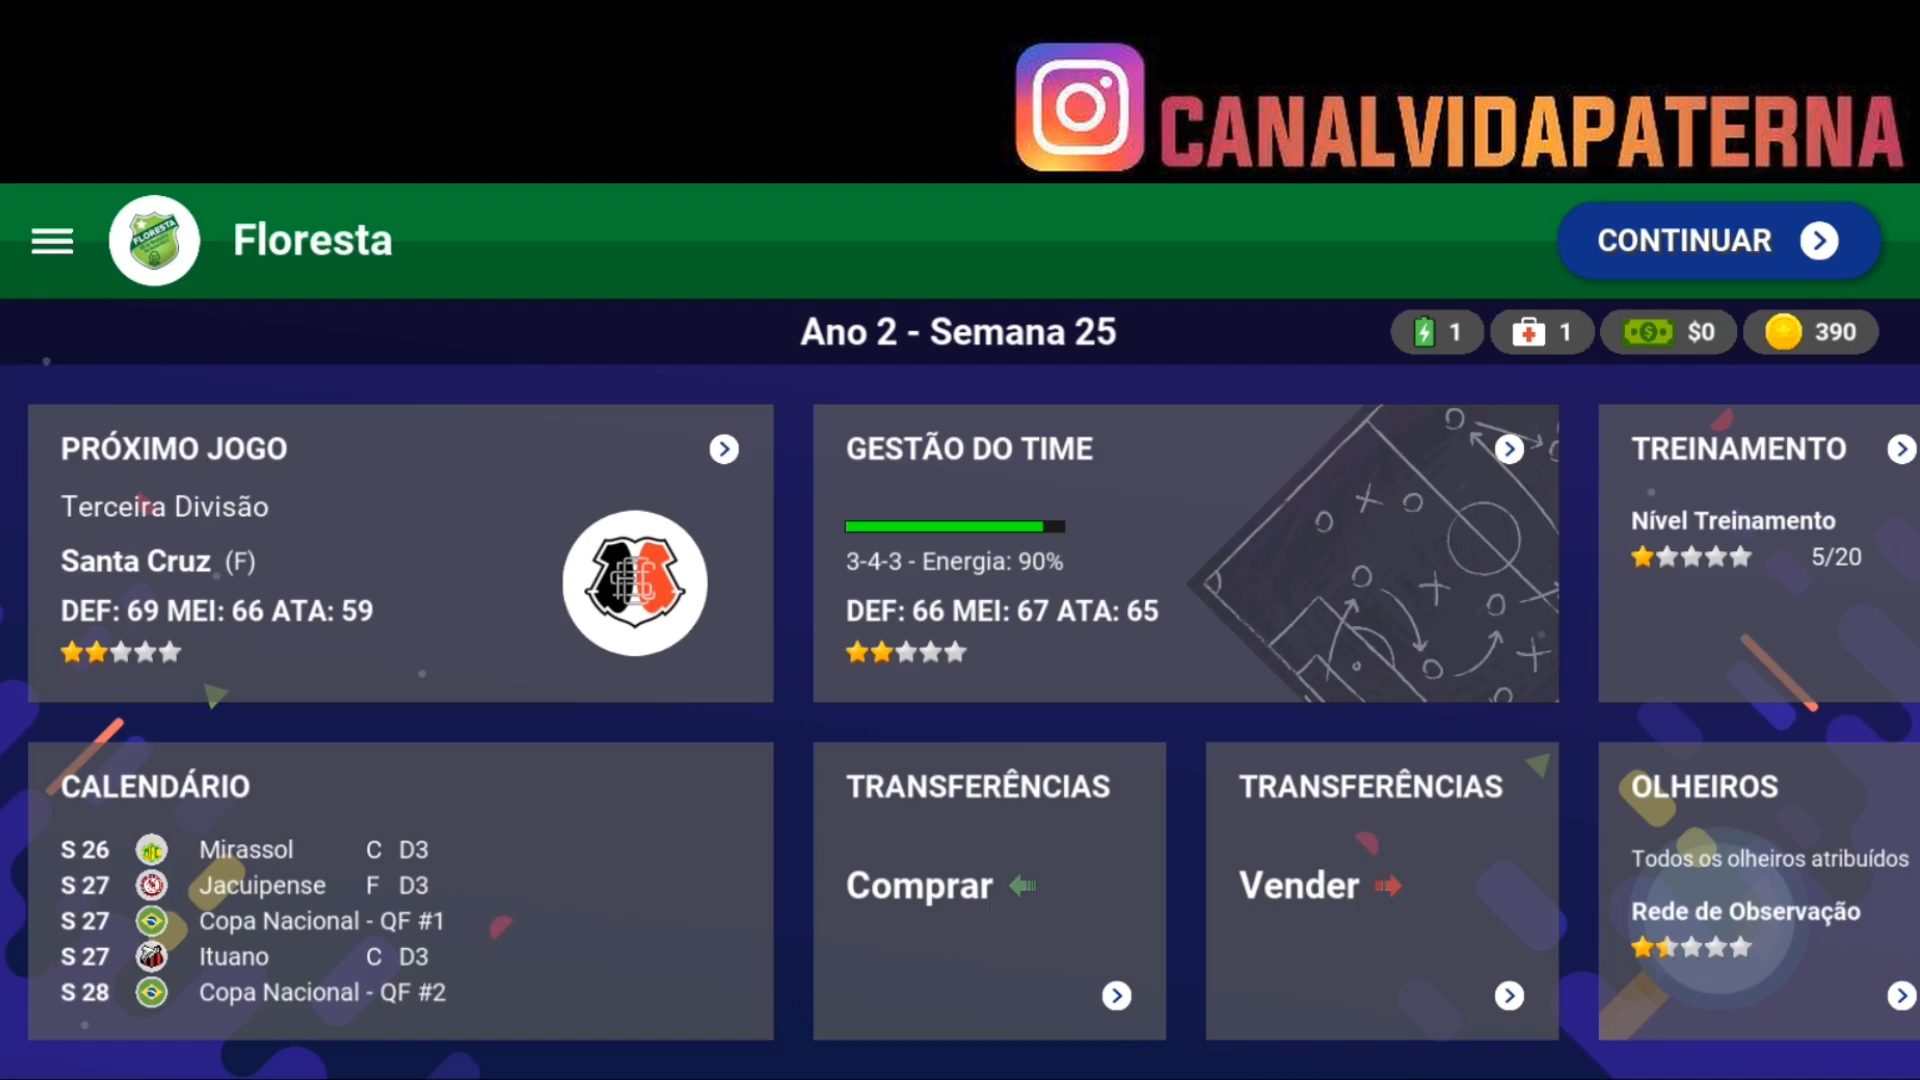 CANALVIDAPATERNA
FLORESTA
Floresta
CONTINUAR
Ano 2 - Semana 25
1
1
$0
390
PRÓXIMO JOGO
Terceira Divisão
Santa Cruz (F)
DEF: 69 MEI: 66 ATA: 59
GESTÃO DO TIME
3-4-3 - Energia: 90%
DEF: 66 MEI: 67 ATA: 65
TREINAMENTO
Nível Treinamento
5/20
CALENDÁRIO
S 26 Mirassol C D3
S 27 Jacuipense F D3
S 27 Copa Nacional - QF #1
S 27 Ituano C D3
S 28 Copa Nacional - QF #2
TRANSFERÊNCIAS
Comprar
TRANSFERÊNCIAS
Vender
OLHEIROS
Todos os olheiros atribuídos
Rede de Observação